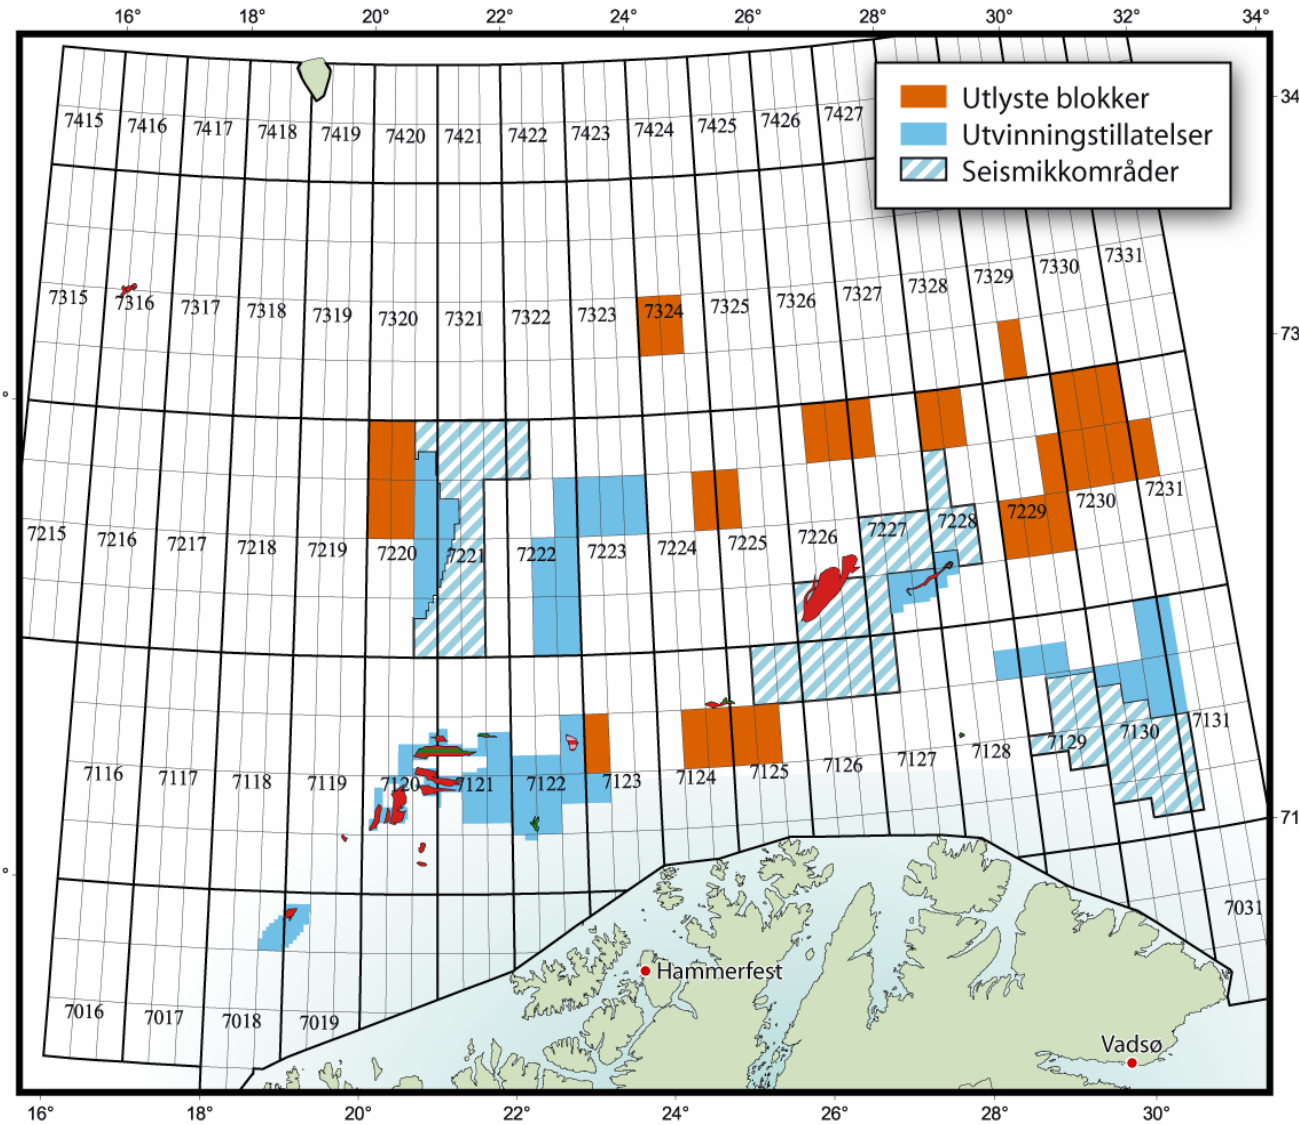 16° 18° 20° 22° 24° 26° 28° 30° 32° 34°
Utlyste blokker
Utvinningstillatelser
Seismikkområder
34
7415 7416 7417 7418 7419 7420 7421 7422 7423 7424 7425 7426 7427
7315 7316 7317 7318 7319 7320 7321 7322 7323 7324 7325 7326 7327 7328 7329 7330 7331
73
°
7215 7216 7217 7218 7219 7220 7221 7222 7223 7224 7225 7226 7227 7228 7229 7230 7231
7116 7117 7118 7119 7120 7121 7122 7123 7124 7125 7126 7127 7128 7129 7130 7131
71
°
7016 7017 7018 7019 7031
Hammerfest
Vadsø
16° 18° 20° 22° 24° 26° 28° 30°